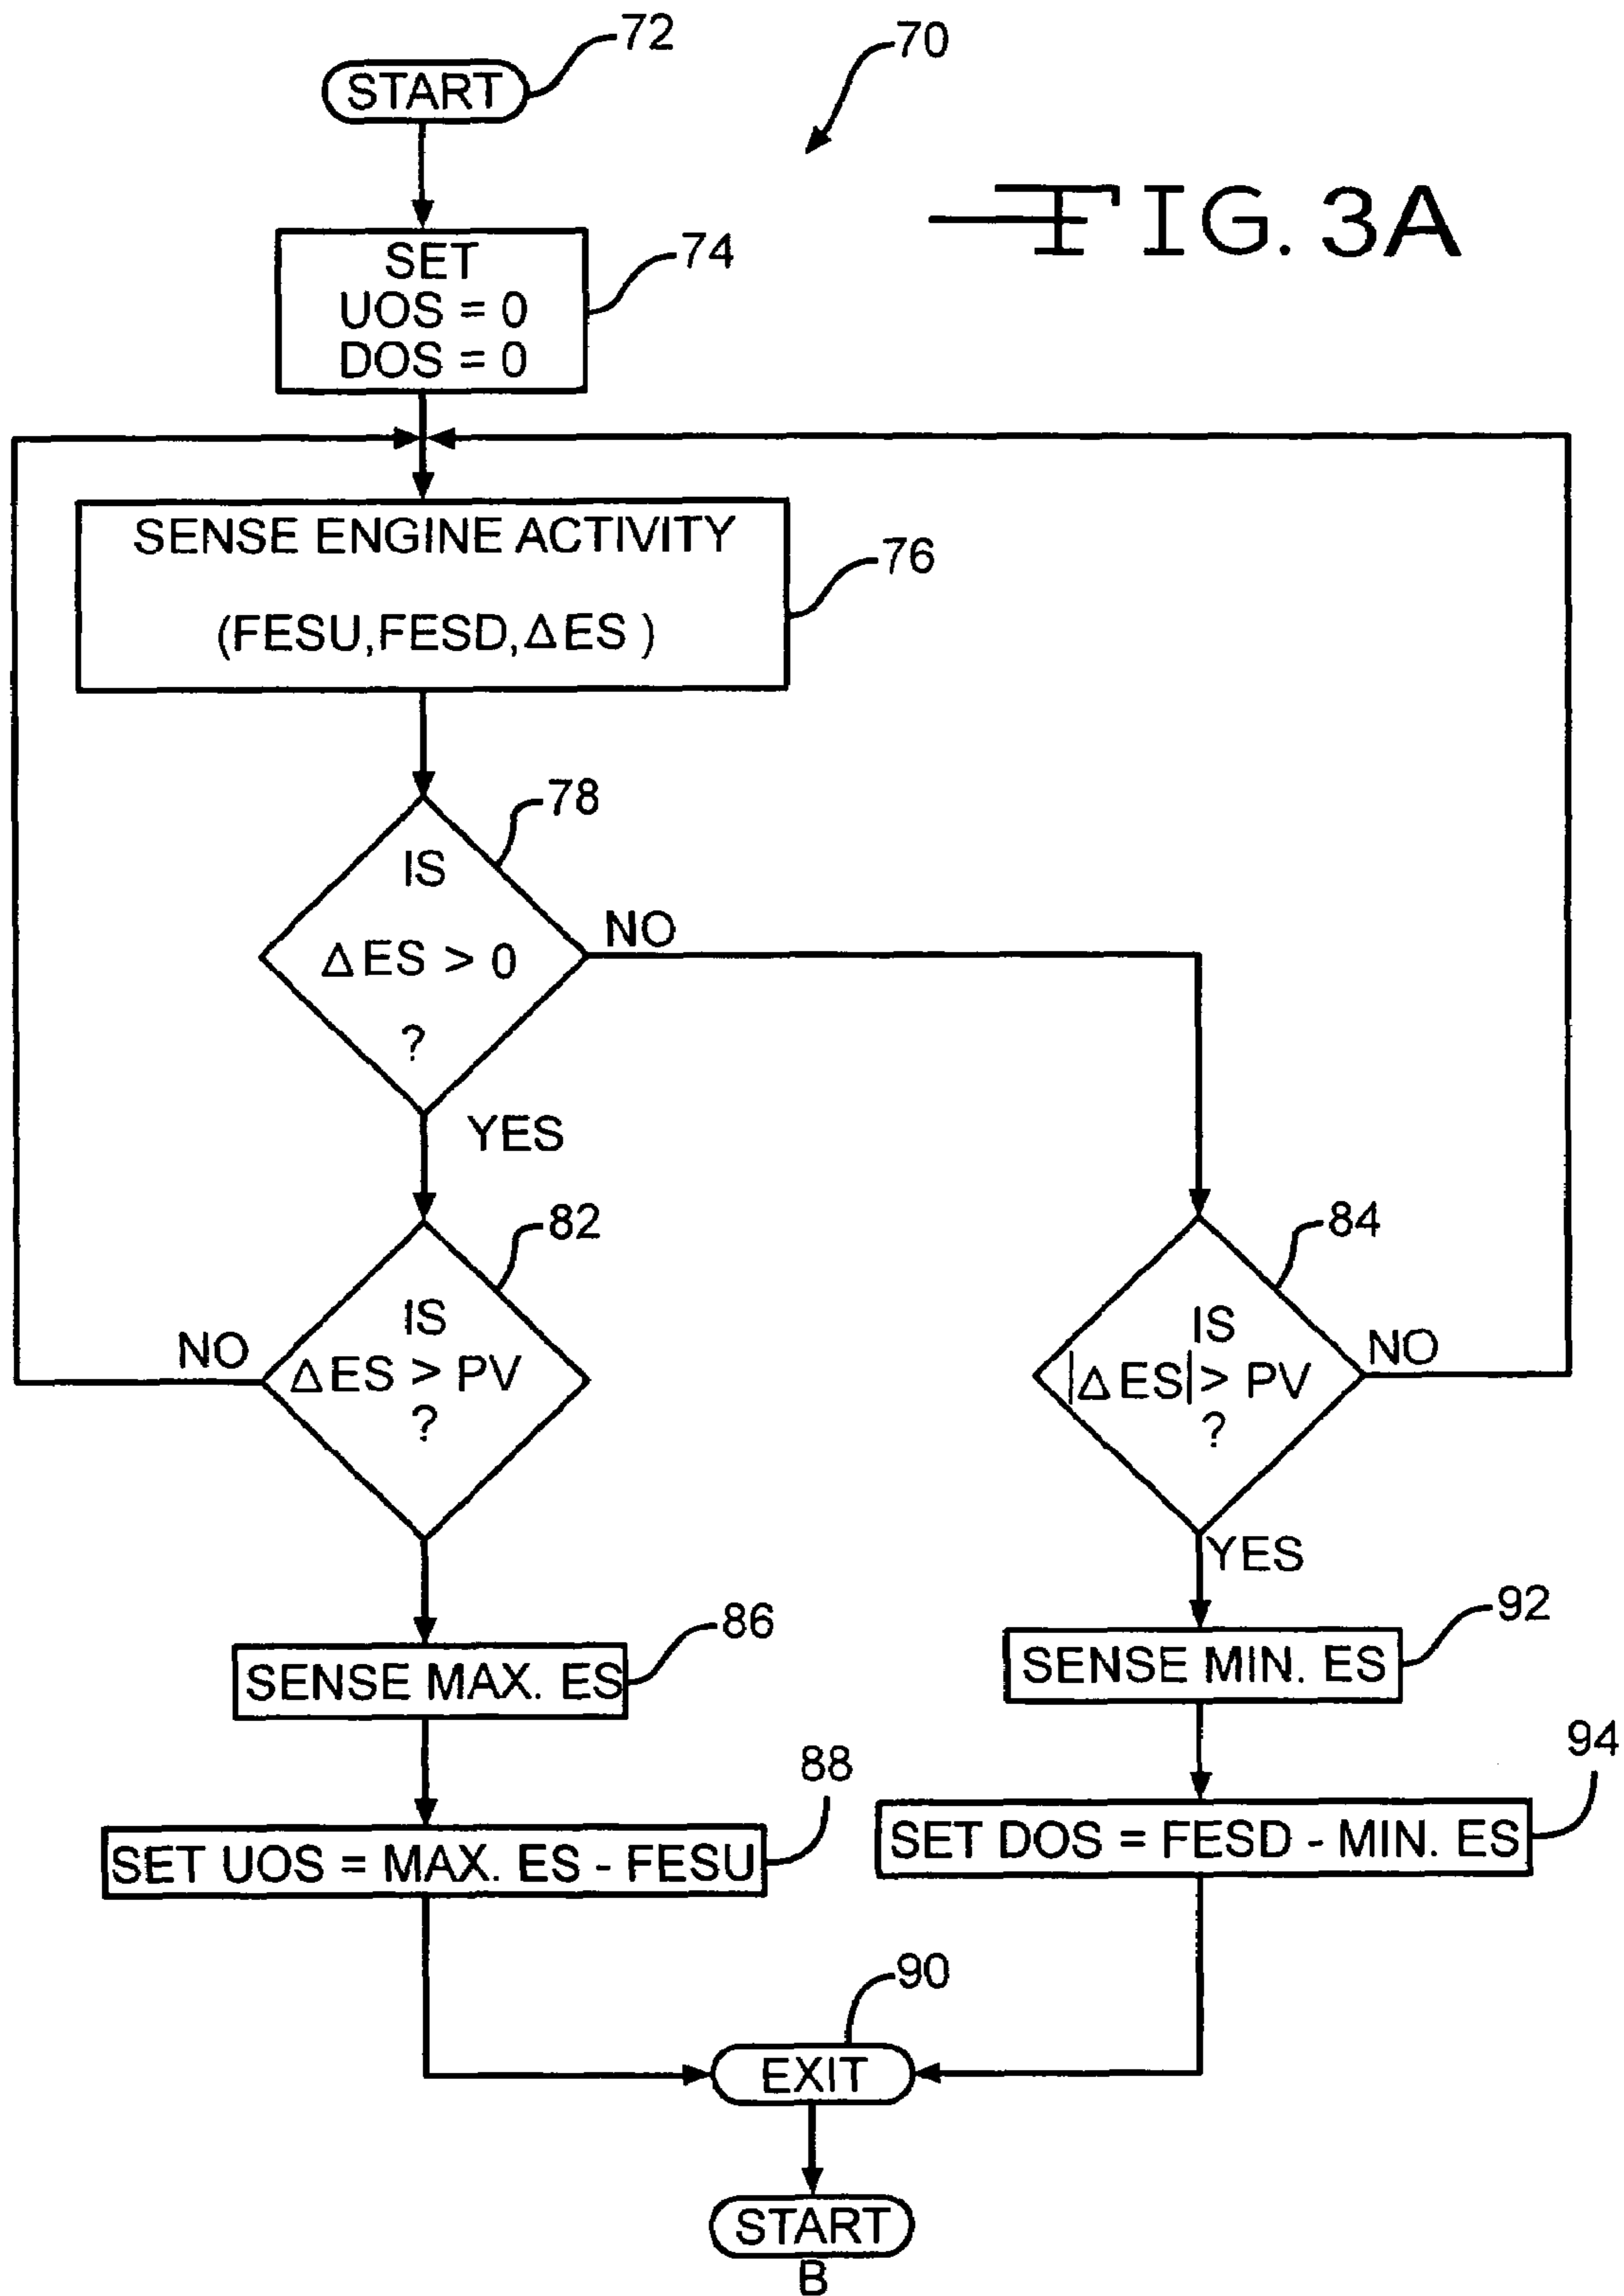 72
70
START
FIG. 3A
74
SET
UOS = 0
DOS = 0
SENSE ENGINE ACTIVITY
76
(FESU,FESD,ΔES )
78
IS
NO
ΔES > 0
?
YES
82
84
IS
IS
NO
ΔES > PV
NO
|ΔES| > PV
?
?
YES
86
92
SENSE MAX. ES
SENSE MIN. ES
88
94
SET UOS = MAX. ES - FESU
SET DOS = FESD - MIN. ES
90
EXIT
START
B